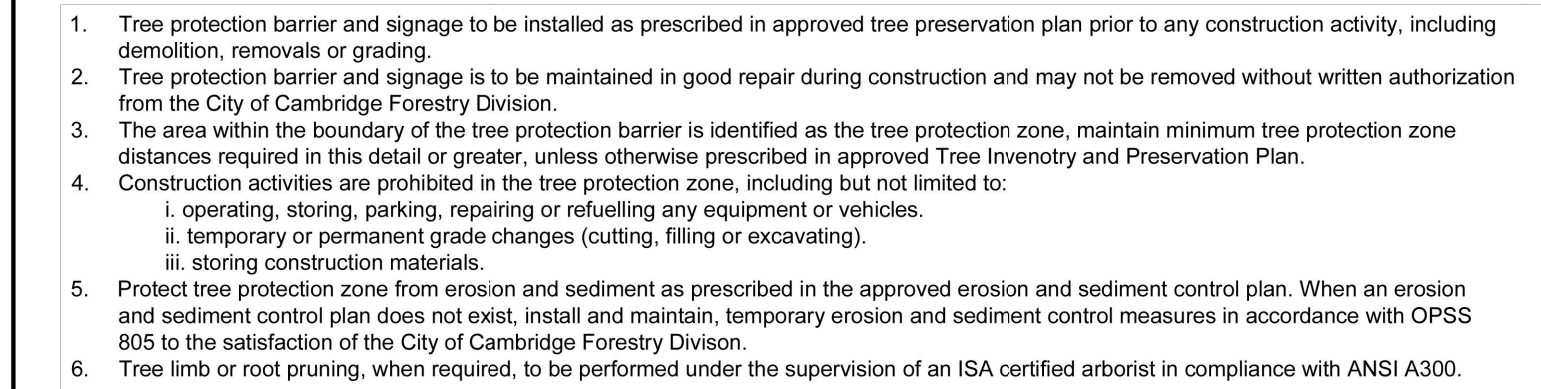 1. Tree protection barrier and signage to be installed as prescribed in approved tree preservation plan prior to any construction activity, including
demolition, removals or grading.
2. Tree protection barrier and signage is to be maintained in good repair during construction and may not be removed without written authorization
from the City of Cambridge Forestry Division.
3. The area within the boundary of the tree protection barrier is identified as the tree protection zone, maintain minimum tree protection zone
distances required in this detail or greater, unless otherwise prescribed in approved Tree Invenotry and Preservation Plan.
4. Construction activities are prohibited in the tree protection zone, including but not limited to:
i. operating, storing, parking, repairing or refuelling any equipment or vehicles.
ii. temporary or permanent grade changes (cutting, filling or excavating).
iii. storing construction materials.
5. Protect tree protection zone from erosion and sediment as prescribed in the approved erosion and sediment control plan. When an erosion
and sediment control plan does not exist, install and maintain, temporary erosion and sediment control measures in accordance with OPSS
805 to the satisfaction of the City of Cambridge Forestry Divison.
6. Tree limb or root pruning, when required, to be performed under the supervision of an ISA certified arborist in compliance with ANSI A300.